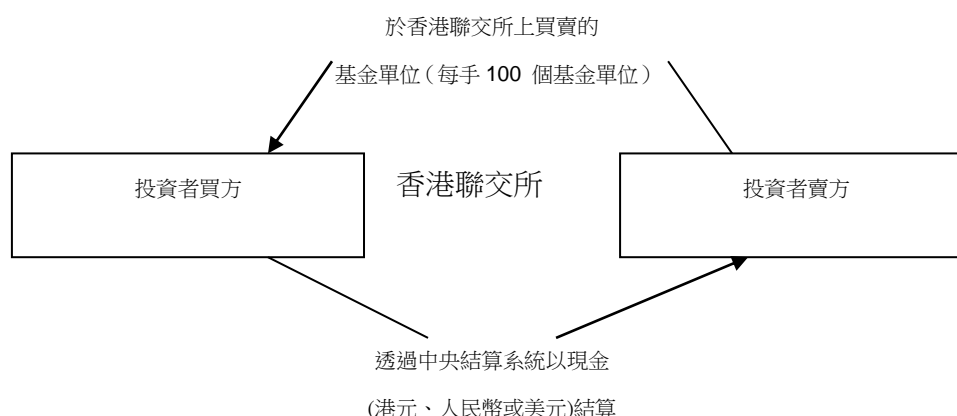 於香港聯交所上買賣的
基金單位（每手 100 個基金單位）
投資者買方
香港聯交所
投資者賣方
透過中央結算系統以現金
(港元、人民幣或美元)結算